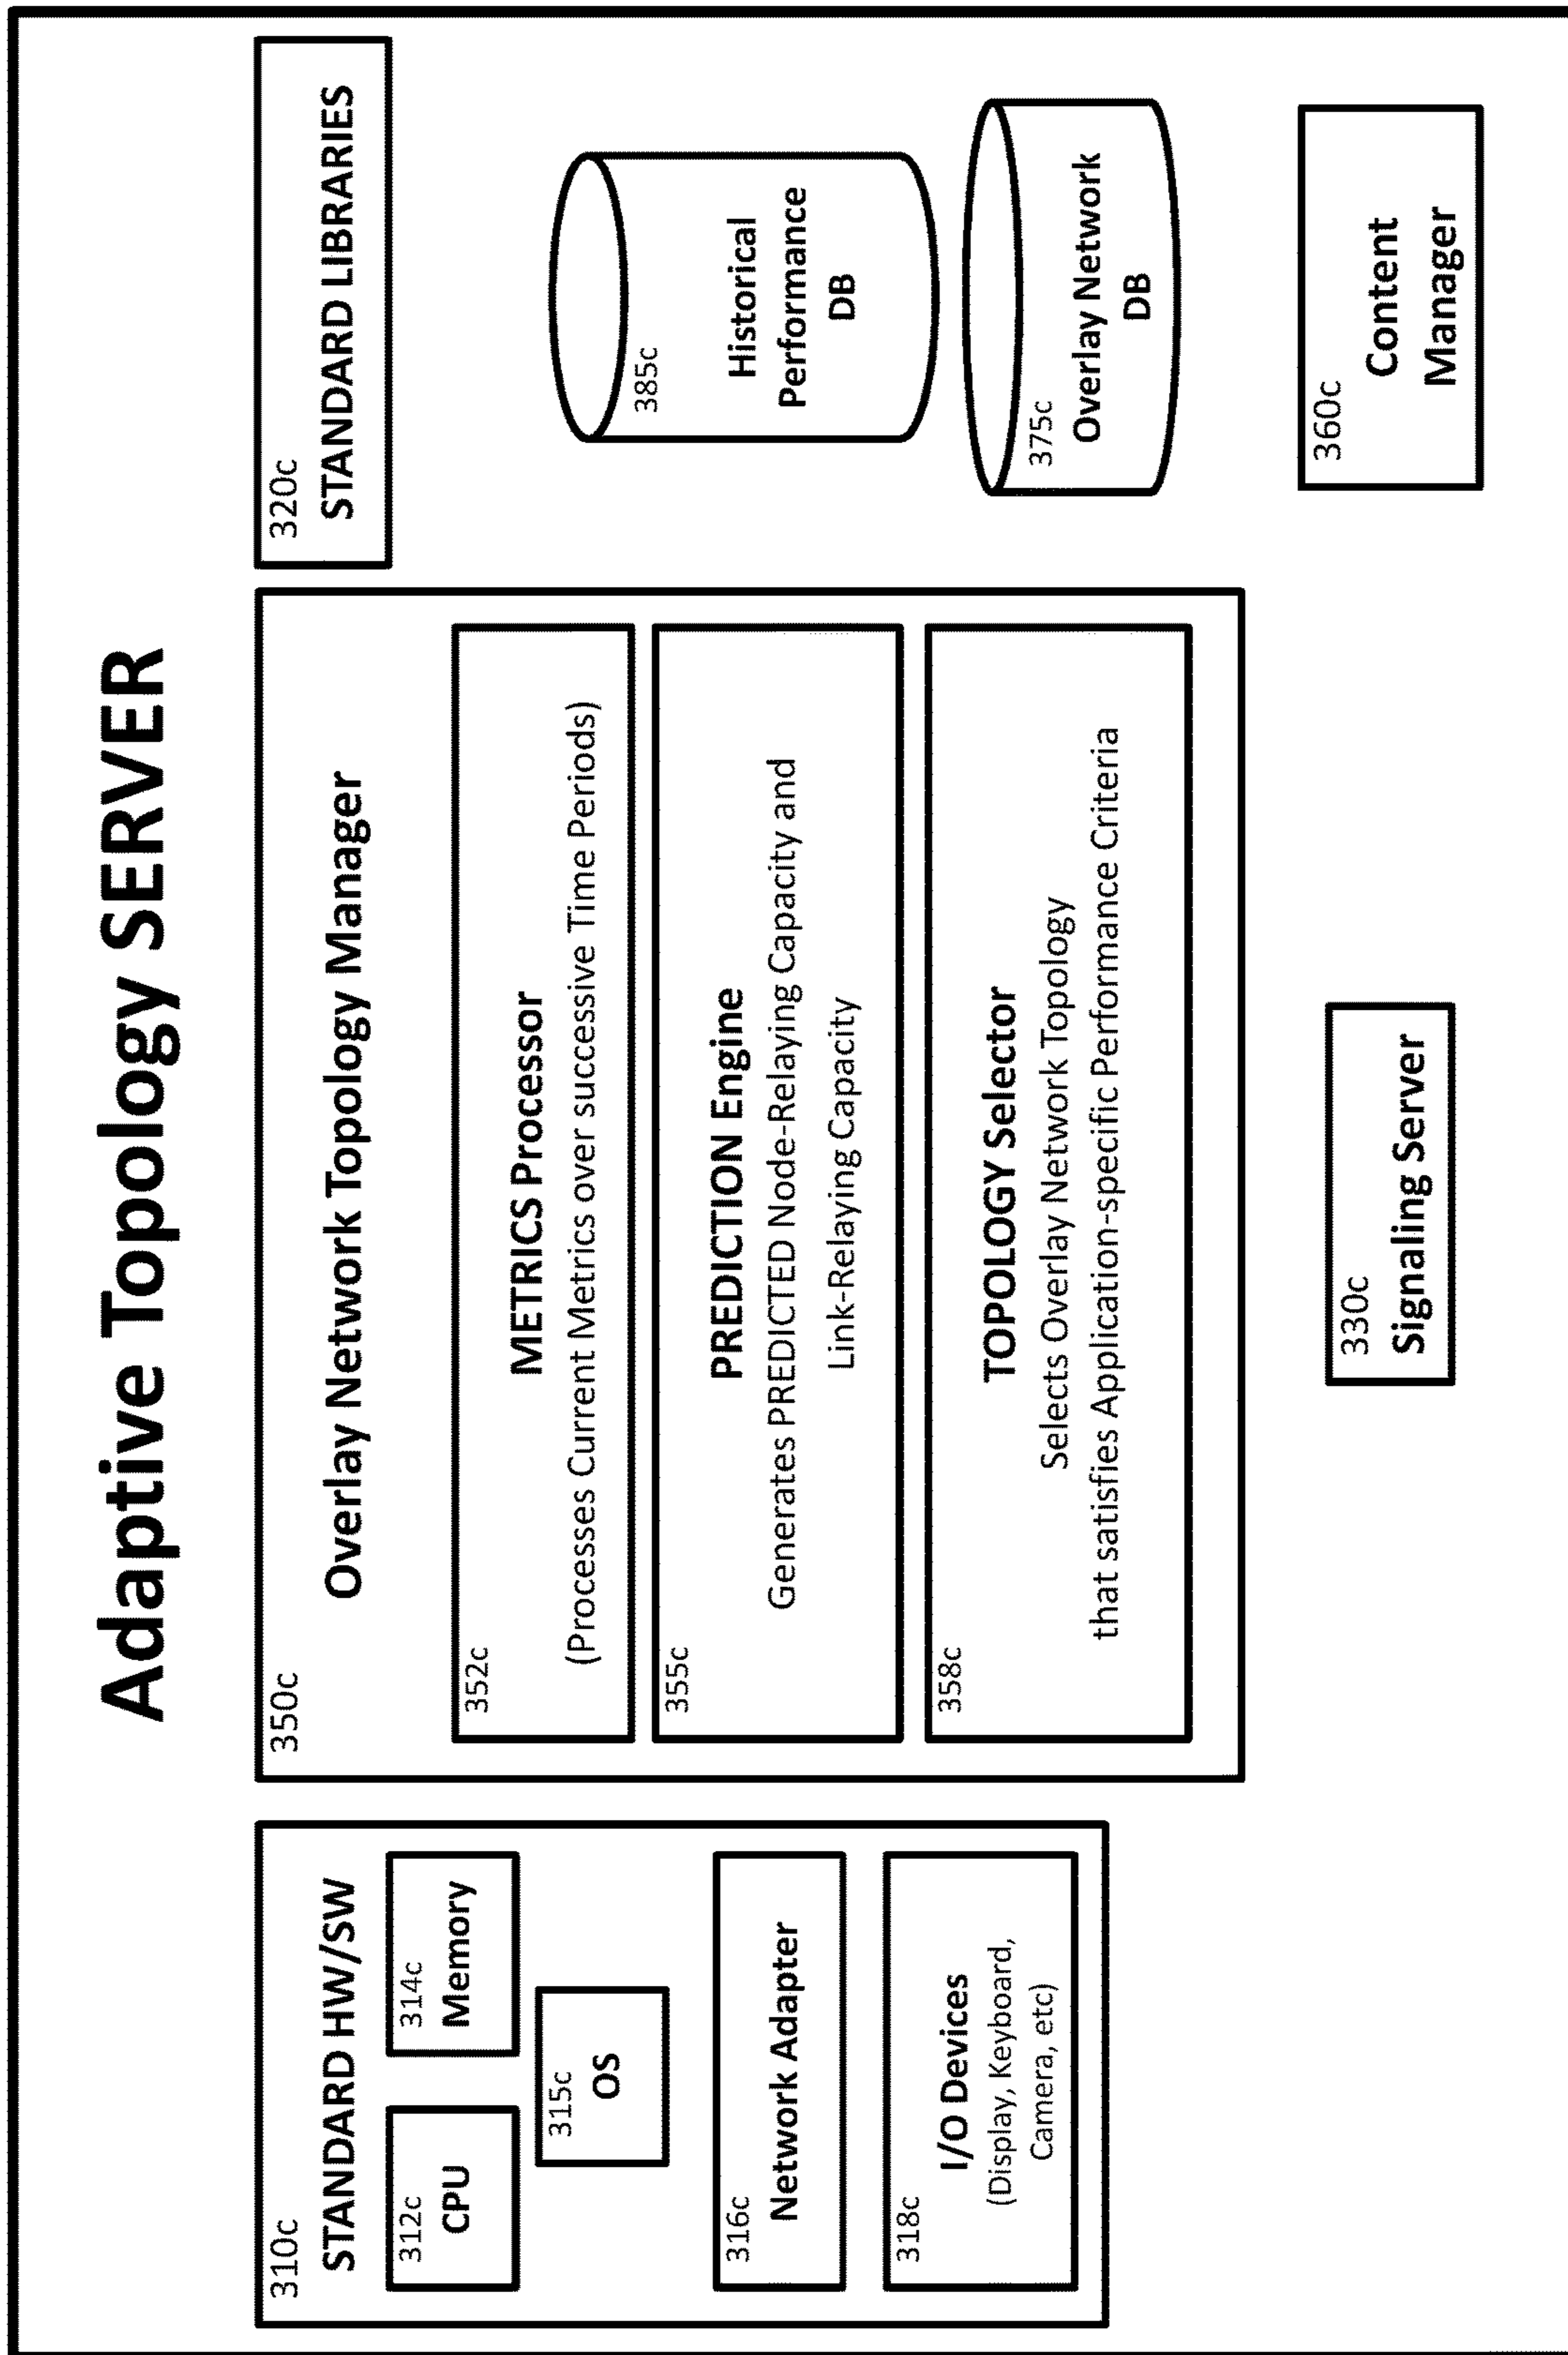 Adaptive Topology SERVER
310c
STANDARD HW/SW
312c
CPU
314c
Memory
315c
OS
316c
Network Adapter
318c
I/O Devices
(Display, Keyboard,
Camera, etc)
350c
Overlay Network Topology Manager
352c
METRICS Processor
(Processes Current Metrics over successive Time Periods)
355c
PREDICTION Engine
Generates PREDICTED Node-Relaying Capacity and
Link-Relaying Capacity
358c
TOPOLOGY Selector
Selects Overlay Network Topology
that satisfies Application-specific Performance Criteria
330c
Signaling Server
320c
STANDARD LIBRARIES
385c
Historical
Performance
DB
375c
Overlay Network
DB
360c
Content
Manager